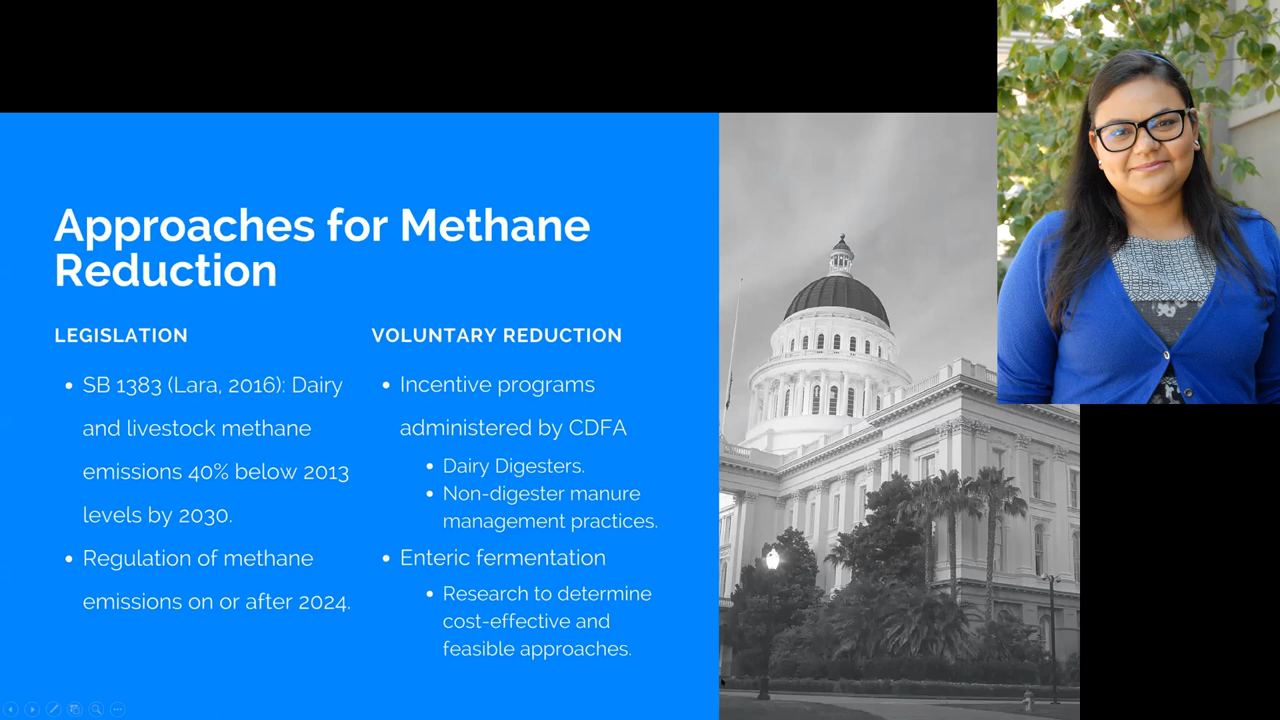 Approaches for Methane
Reduction
LEGISLATION
• SB 1383 (Lara, 2016): Dairy
and livestock methane
emissions 40% below 2013
levels by 2030.
• Regulation of methane
emissions on or after 2024.
VOLUNTARY REDUCTION
• Incentive programs
administered by CDFA
• Dairy Digesters.
• Non-digester manure
management practices.
• Enteric fermentation
• Research to determine
cost-effective and
feasible approaches.